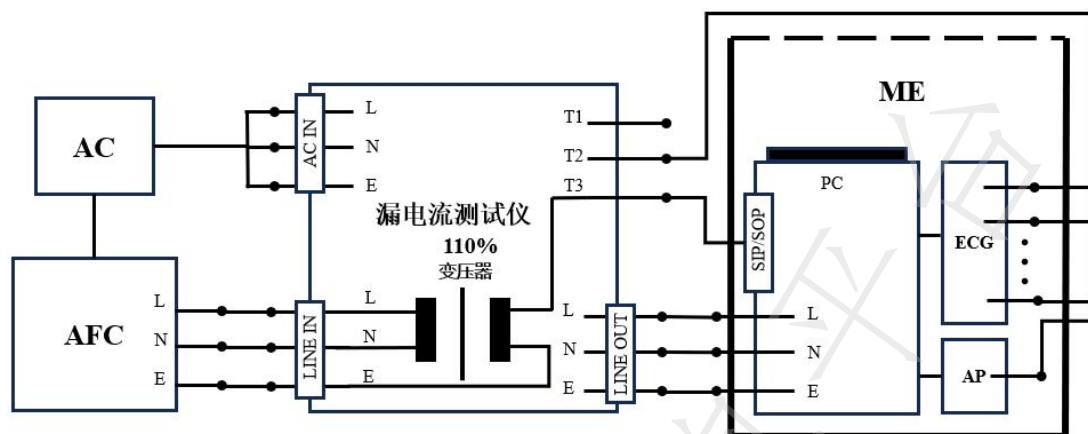 AC
AFC
L
N
E
AC IN
L
N
E
LINE IN
L
N
E
漏电流测试仪
110%
变压器
T1
T2
T3
L
N
E
LINE OUT
ME
PC
SIP/SOP
L
N
E
ECG
AP